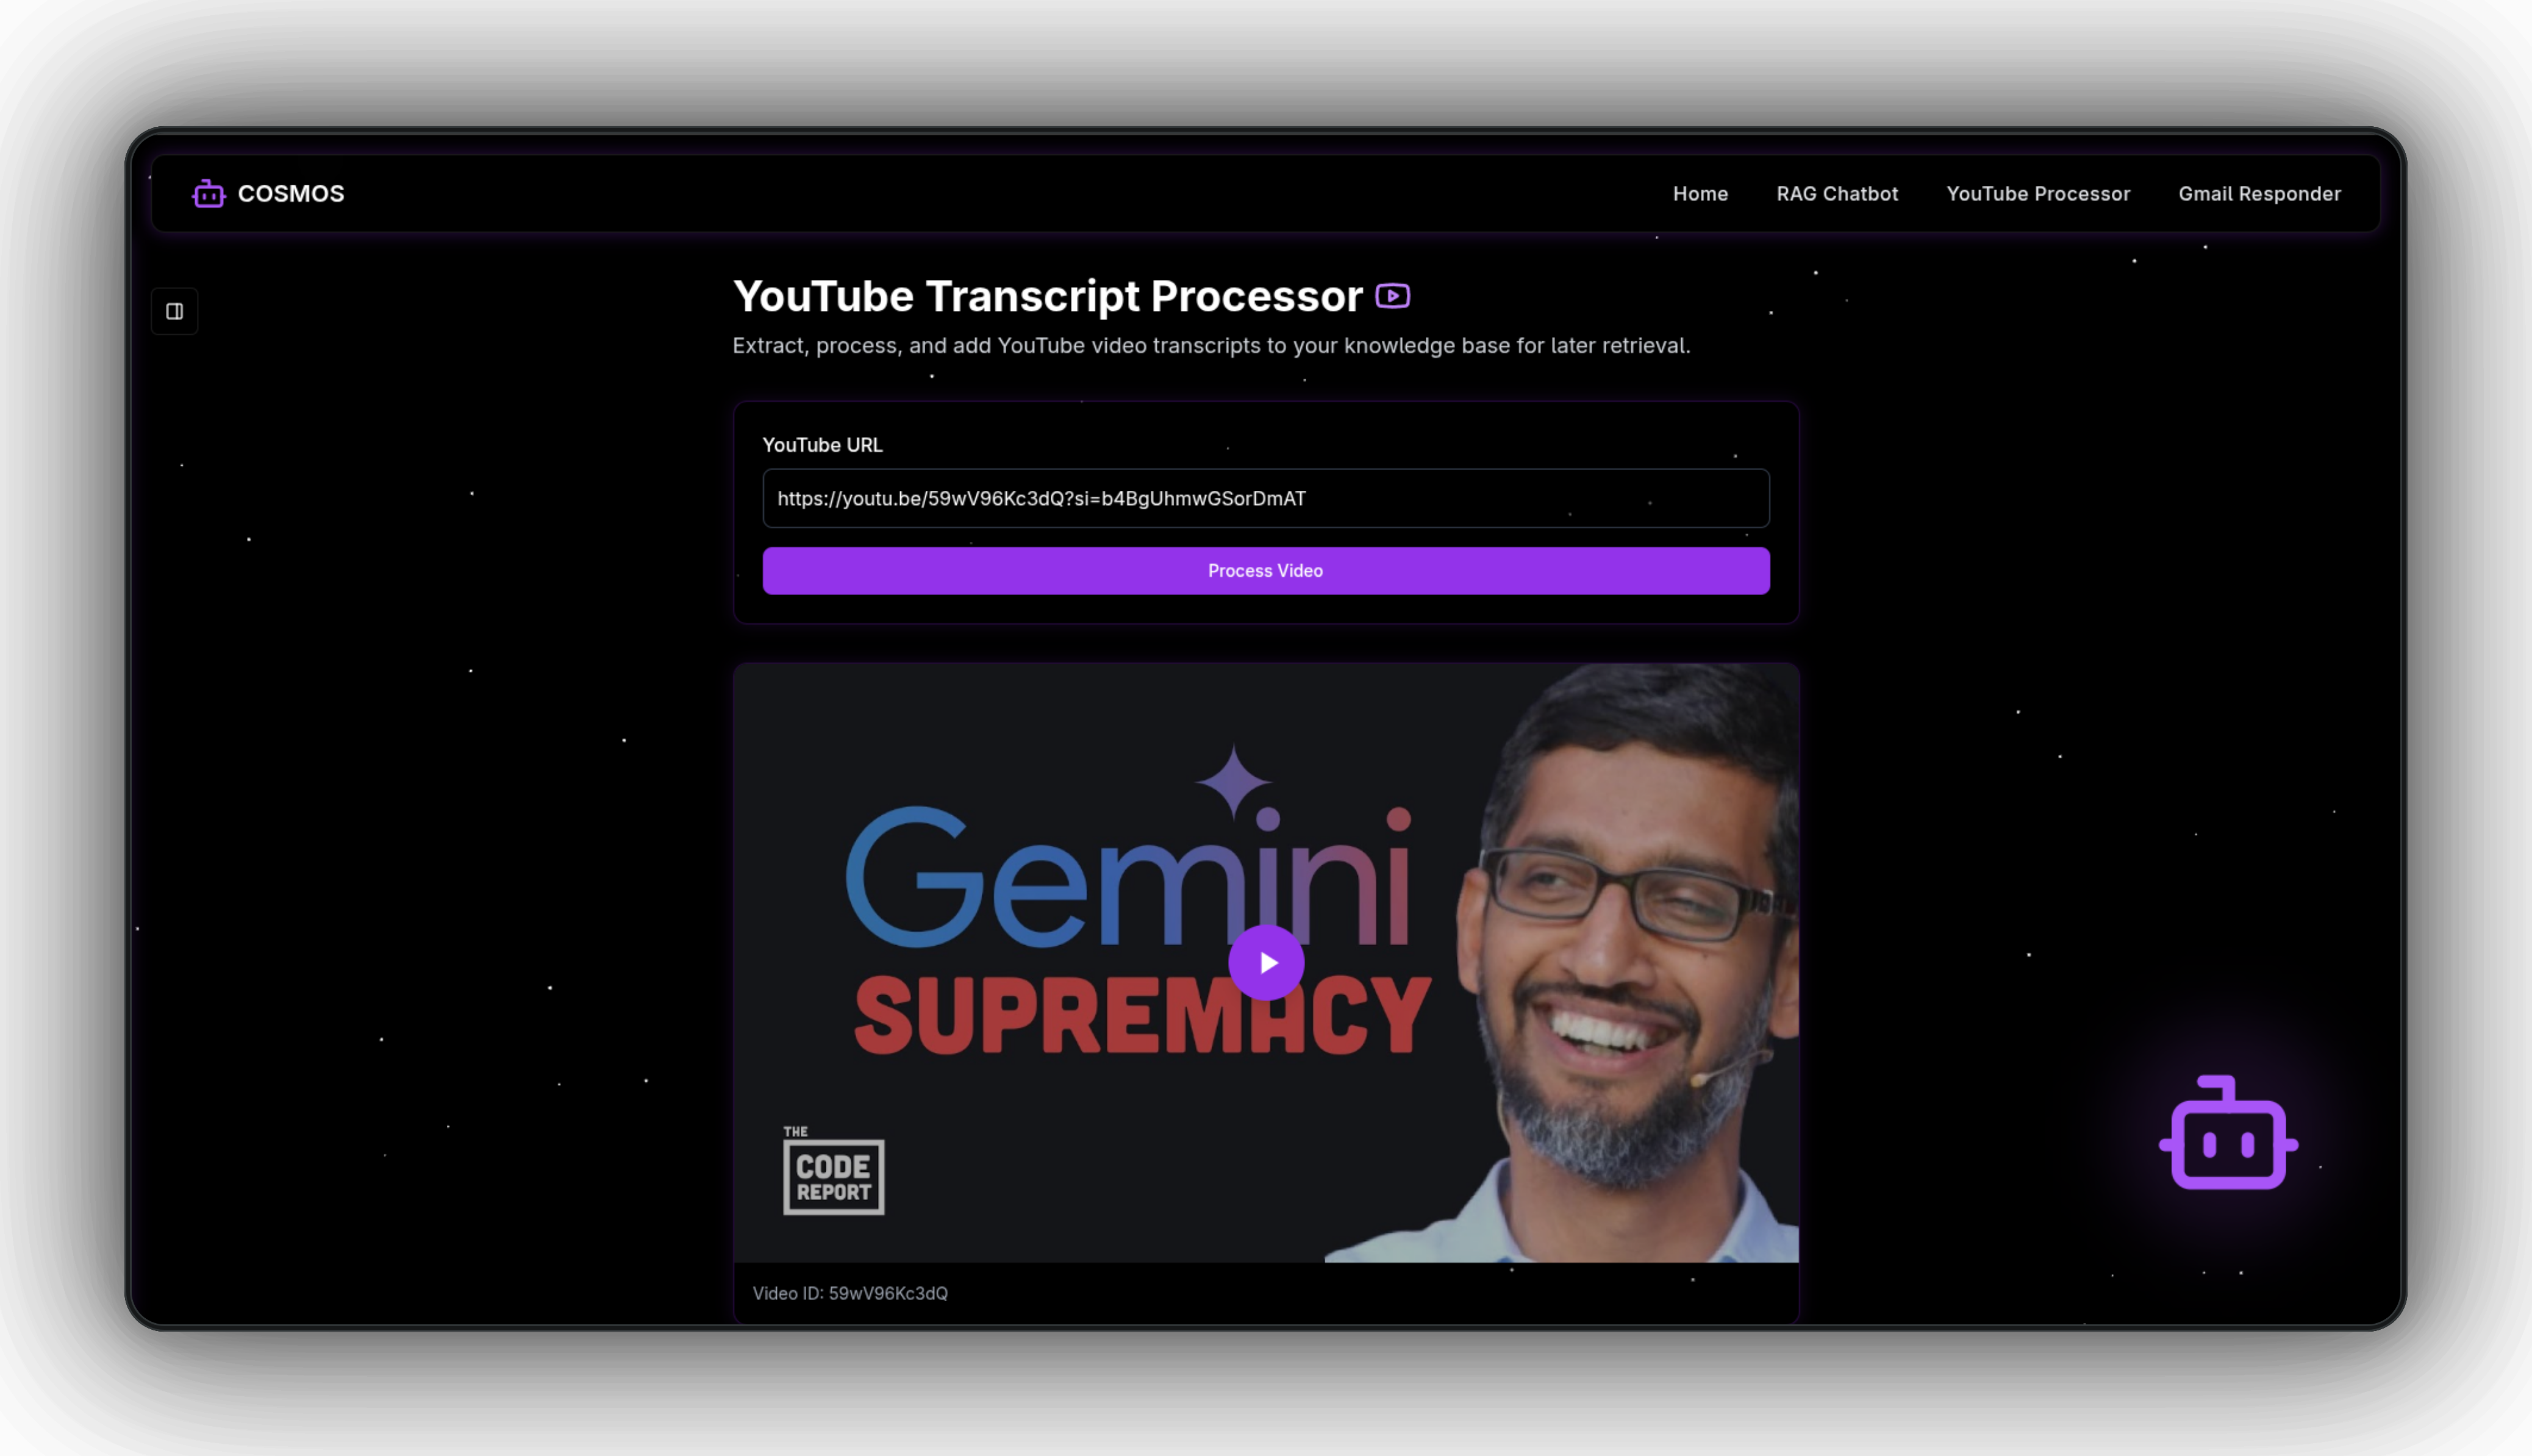 COSMOS
Home RAG Chatbot YouTube Processor Gmail Responder
YouTube Transcript Processor
Extract, process, and add YouTube video transcripts to your knowledge base for later retrieval.
YouTube URL
https://youtu.be/59wV96Kc3dQ?si=b4BgUhmwGSorDmAT
Process Video
Gemini
SUPREMACY
THE
CODE
REPORT
Video ID: 59wV96Kc3dQ